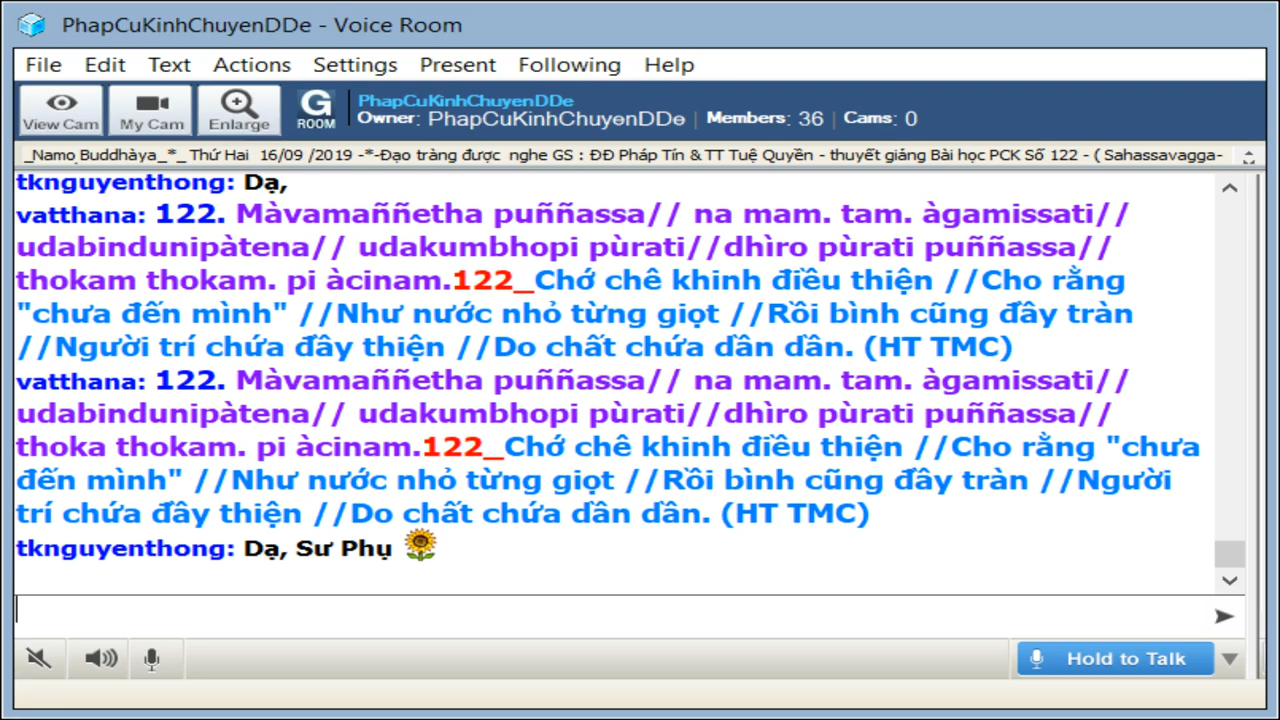 PhapCuKinhChuyenDDe - Voice Room
File Edit Text Actions Settings Present Following Help
View Cam My Cam Enlarge G ROOM
PhapCuKinhChuyenDDe
Owner: PhapCuKinhChuyenDDe | Members: 36 | Cams: 0
_Namo Buddhàya_*_ Thứ Hai 16/09 /2019 -*-Đạo tràng được nghe GS : ĐĐ Pháp Tín & TT Tuệ Quyền - thuyết giảng Bài học PCK Số 122 - ( Sahassavagga-
tknguyenthong: Dạ,
vatthana: 122. Màvamaññetha puññassa// na mam. tam. àgamissati//
udabindunipàtena// udakumbhopi pùrati//dhìro pùrati puññassa//
thokam thokam. pi àcinam.122_Chớ chê khinh điều thiện //Cho rằng
"chưa đến mình" //Như nước nhỏ từng giọt //Rồi bình cũng đầy tràn
//Người trí chứa đầy thiện //Do chất chứa dần dần. (HT TMC)
vatthana: 122. Màvamaññetha puññassa// na mam. tam. àgamissati//
udabindunipàtena// udakumbhopi pùrati//dhìro pùrati puññassa//
thoka thokam. pi àcinam.122_Chớ chê khinh điều thiện //Cho rằng "chưa
đến mình" //Như nước nhỏ từng giọt //Rồi bình cũng đầy tràn //Người
trí chứa đầy thiện //Do chất chứa dần dần. (HT TMC)
tknguyenthong: Dạ, Sư Phụ
Hold to Talk